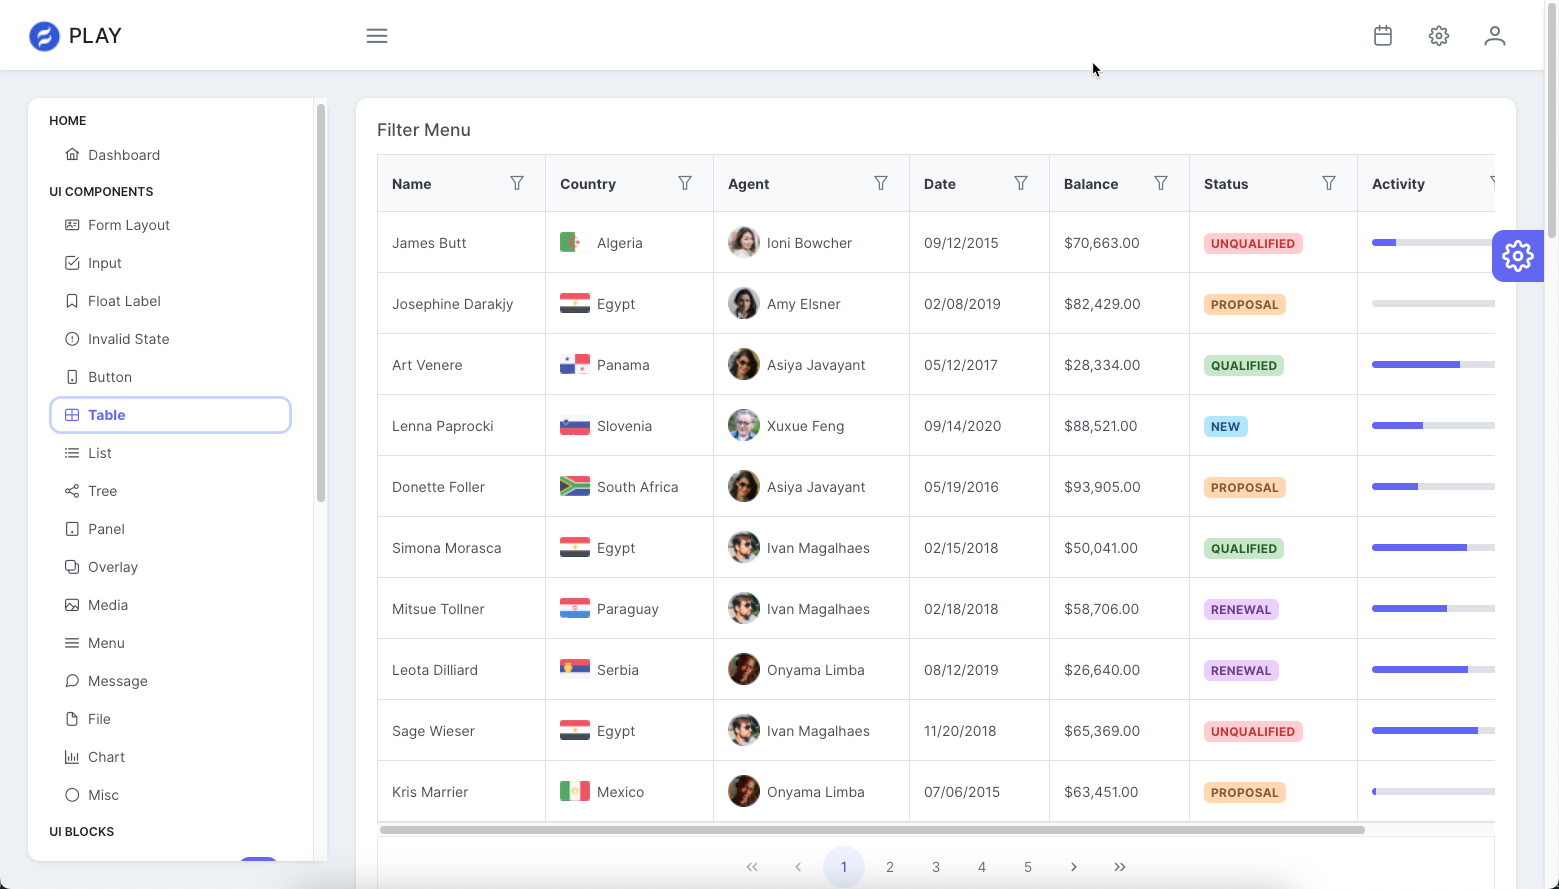 PLAY
HOME
Dashboard
UI COMPONENTS
Form Layout
Input
Float Label
Invalid State
Button
Table
List
Tree
Panel
Overlay
Media
Menu
Message
File
Chart
Misc
UI BLOCKS
Filter Menu
Name Country Agent Date Balance Status Activity
James Butt Algeria Ioni Bowcher 09/12/2015 $70,663.00 UNQUALIFIED
Josephine Darakjy Egypt Amy Elsner 02/08/2019 $82,429.00 PROPOSAL
Art Venere Panama Asiya Javayant 05/12/2017 $28,334.00 QUALIFIED
Lenna Paprocki Slovenia Xuxue Feng 09/14/2020 $88,521.00 NEW
Donette Foller South Africa Asiya Javayant 05/19/2016 $93,905.00 PROPOSAL
Simona Morasca Egypt Ivan Magalhaes 02/15/2018 $50,041.00 QUALIFIED
Mitsue Tollner Paraguay Ivan Magalhaes 02/18/2018 $58,706.00 RENEWAL
Leota Dilliard Serbia Onyama Limba 08/12/2019 $26,640.00 RENEWAL
Sage Wieser Egypt Ivan Magalhaes 11/20/2018 $65,369.00 UNQUALIFIED
Kris Marrier Mexico Onyama Limba 07/06/2015 $63,451.00 PROPOSAL
1 2 3 4 5